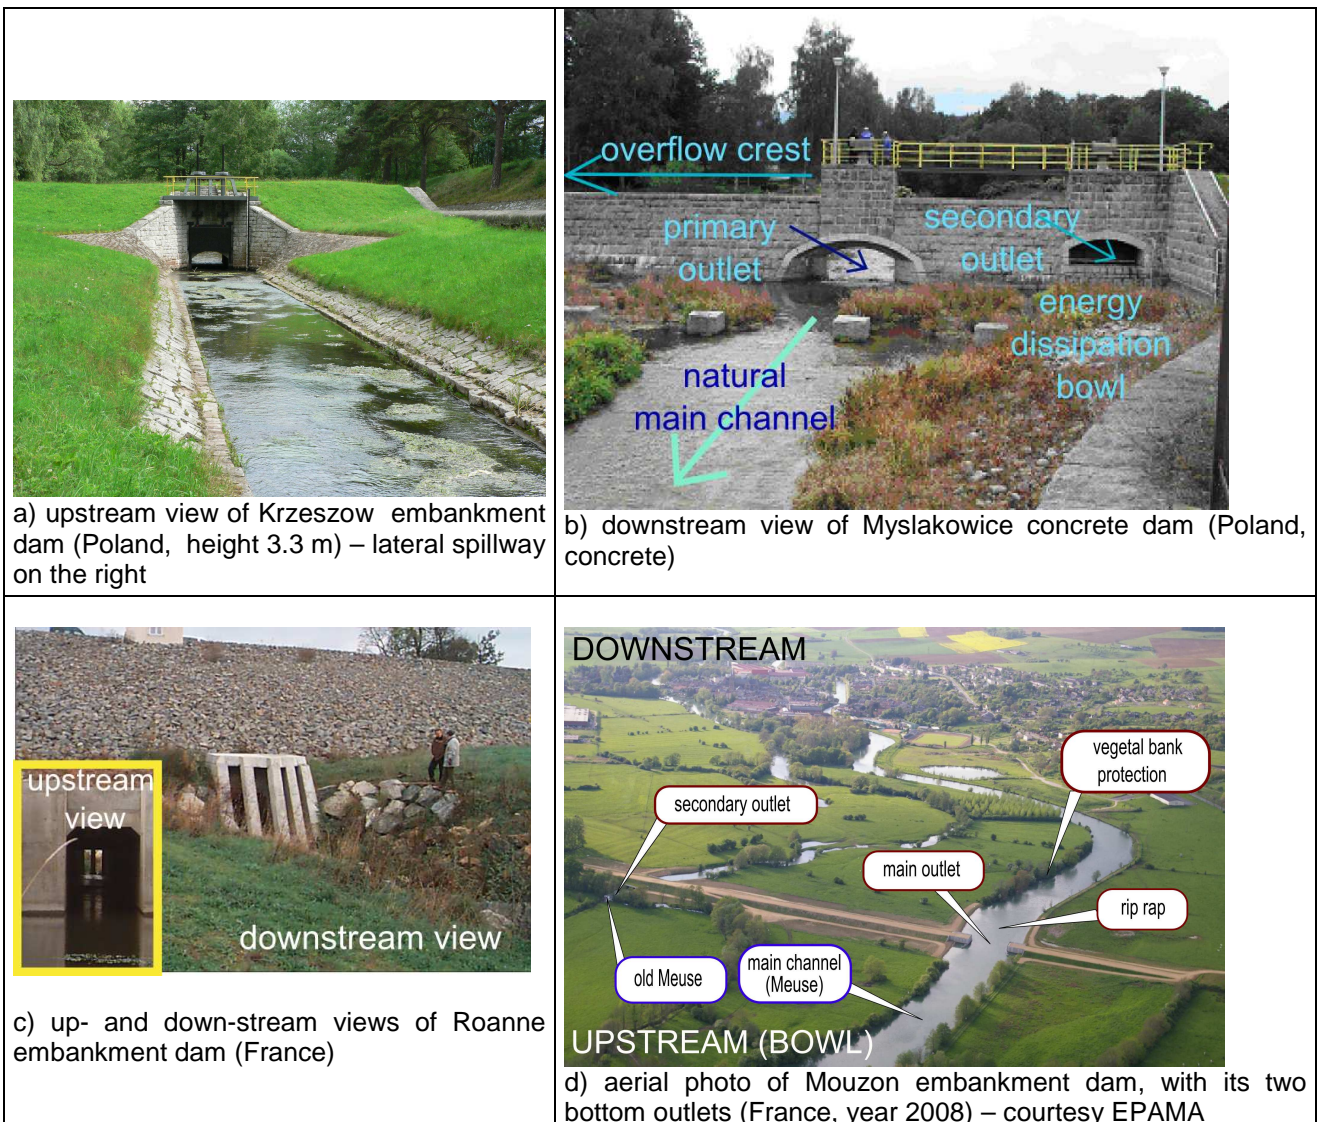 overflow crest
primary
outlet
secondary
outlet
energy
dissipation
bowl
natural
main channel
a) upstream view of Krzeszow embankment
dam (Poland, height 3.3 m) – lateral spillway
on the right
b) downstream view of Myslakowice concrete dam (Poland,
concrete)
upstream
view
downstream view
c) up- and down-stream views of Roanne
embankment dam (France)
DOWNSTREAM
vegetal bank
protection
secondary outlet
main outlet
rip rap
old Meuse
main channel
(Meuse)
UPSTREAM (BOWL)
d) aerial photo of Mouzon embankment dam, with its two
bottom outlets (France, year 2008) – courtesy EPAMA